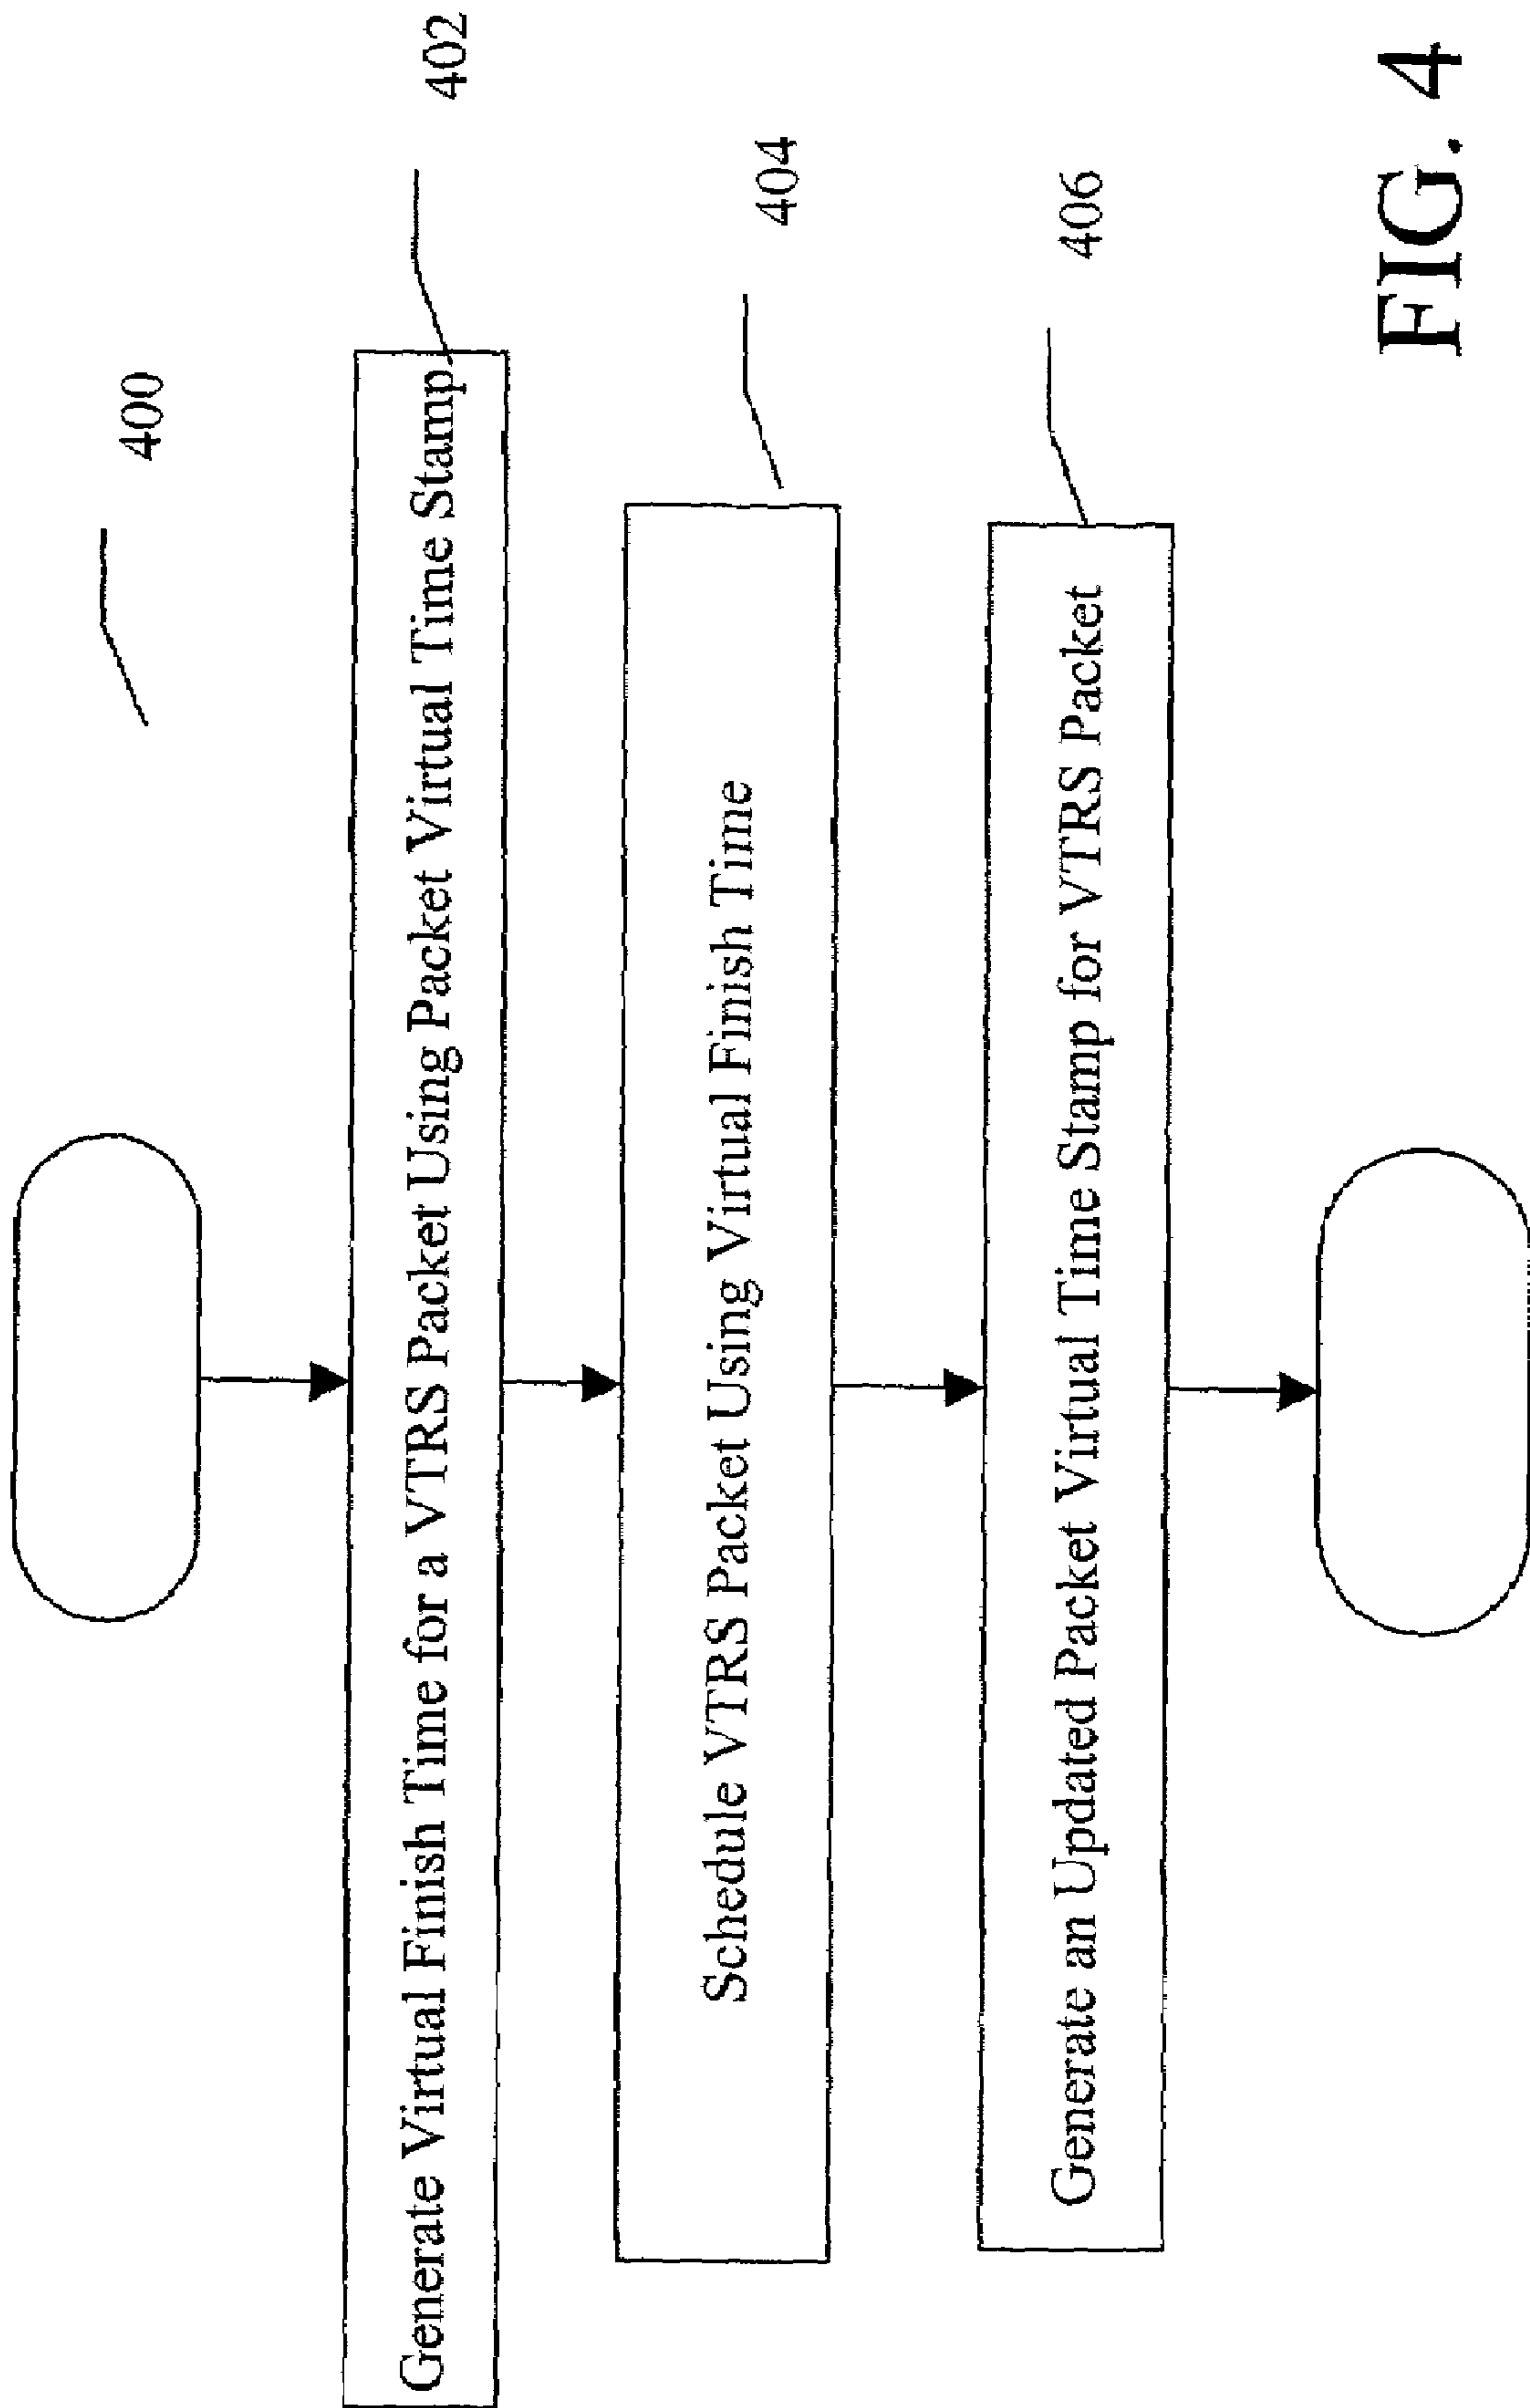 400
Generate Virtual Finish Time for a VTRS Packet Using Packet Virtual Time Stamp
402
Schedule VTRS Packet Using Virtual Finish Time
404
Generate an Updated Packet Virtual Time Stamp for VTRS Packet
406
FIG. 4